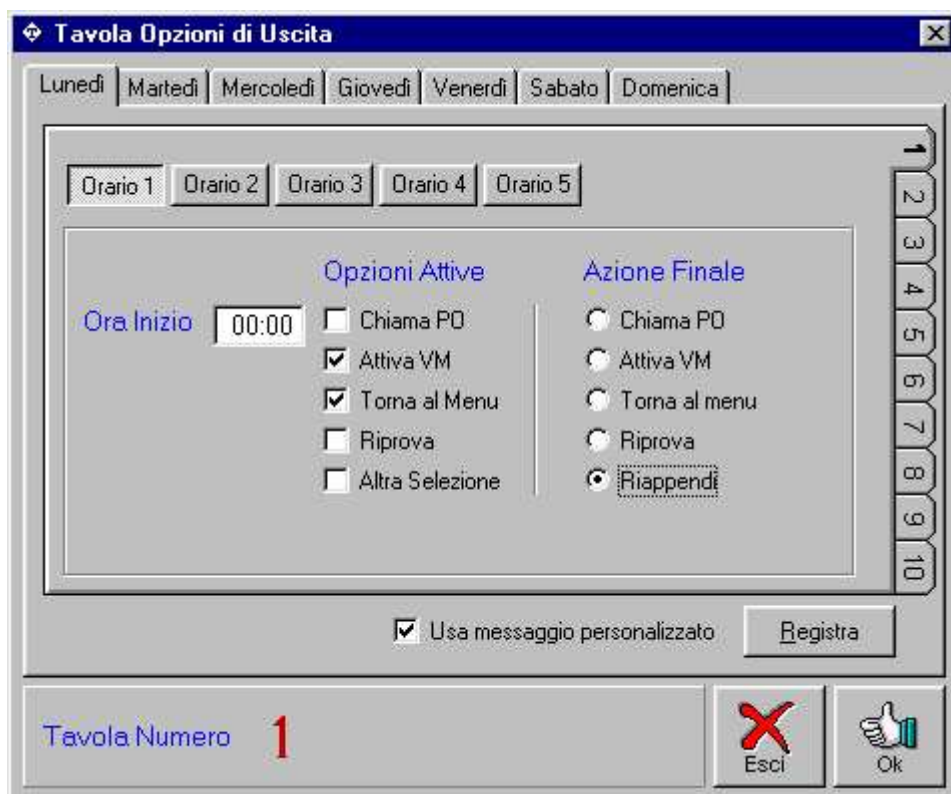 Tavola Opzioni di Uscita
Lunedì Martedì Mercoledì Giovedì Venerdì Sabato Domenica
Orario 1 Orario 2 Orario 3 Orario 4 Orario 5
Opzioni Attive Azione Finale
Ora Inizio 00:00 Chiama PO Chiama PO
Attiva VM Attiva VM
Torna al Menu Torna al menu
Riprova Riprova
Altra Selezione Riappendi
1
2
3
4
5
6
7
8
9
10
Usa messaggio personalizzato Registra
Tavola Numero 1
Esci Ok